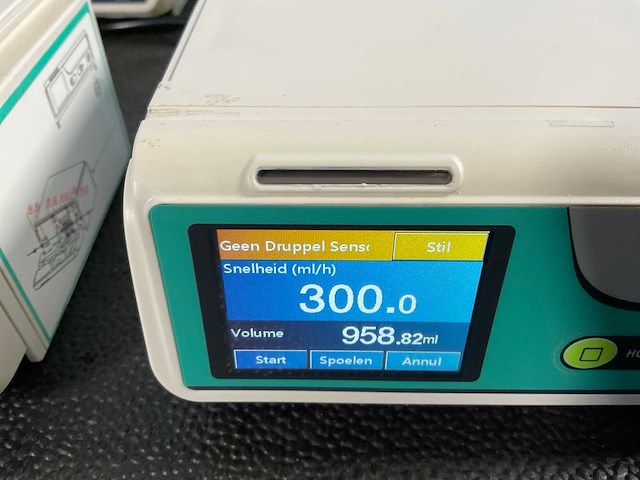 Geen Druppel Sens
Stil
Snelheid (ml/h)
300.0
Volume 958.82ml
Start Spoelen Annul